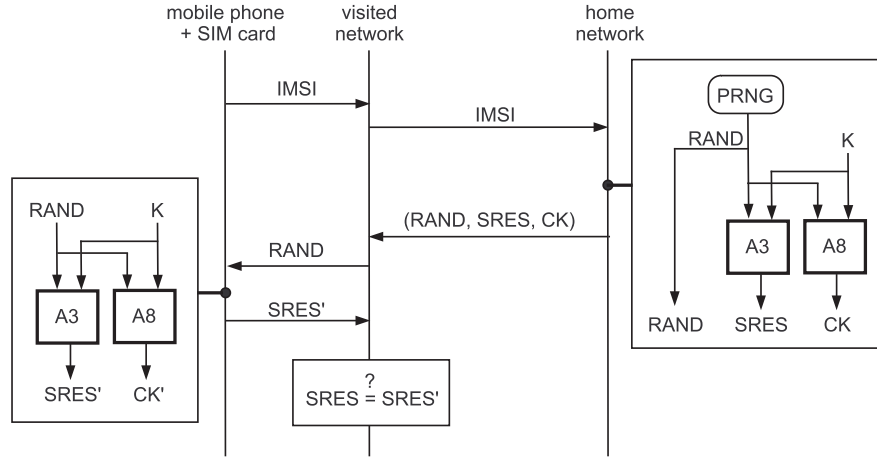 mobile phone
+ SIM card
visited
network
home
network
IMSI
IMSI
PRNG
RAND
K
A3
A8
RAND
SRES
CK
(RAND, SRES, CK)
RAND
RAND
K
A3
A8
SRES'
CK'
SRES'
?
SRES = SRES'